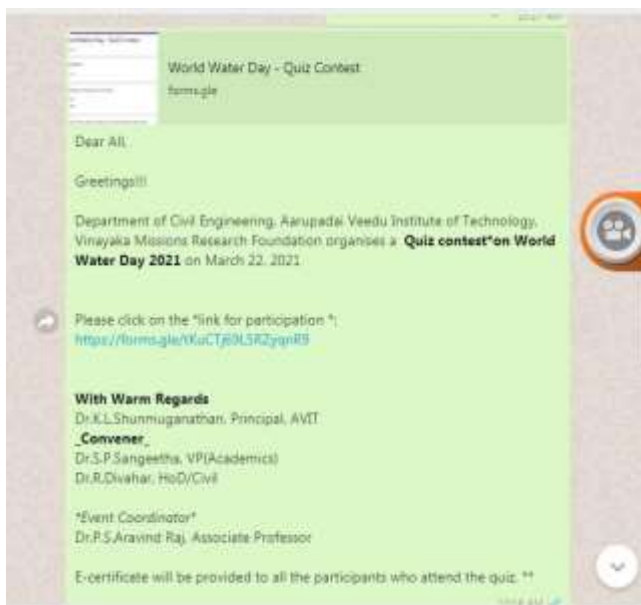 World Water Day - Quiz Contest
forms.gle
Dear All,
Greetings!!!
Department of Civil Engineering, Aarupadai Veedu Institute of Technology,
Vinayaka Missions Research Foundation organises a Quiz contest*on World
Water Day 2021 on March 22, 2021
Please click on the *link for participation *:
With Warm Regards
Dr.K.L.Shunmuganathan, Principal, AVIT
_Convener_
Dr.S.P.Sangeetha, VP(Academics)
Dr.R.Divahar, HoD/Civil
*Event Coordinator*
Dr.P.S.Aravind Raj, Associate Professor
E-certificate will be provided to all the participants who attend the quiz. **